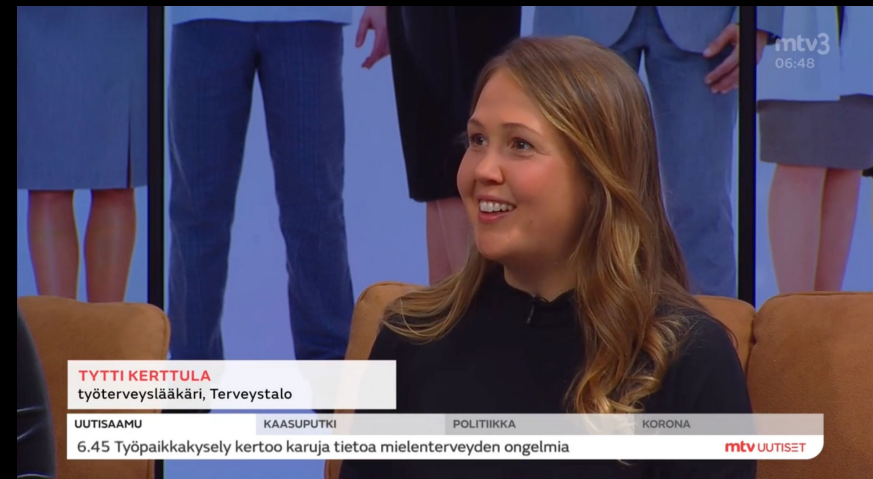 mtv3
06:48
TYTTI KERTTULA
työterveyslääkäri, Terveystalo
UUTISAAMU KAASUPUTKI POLITIIKKA KORONA
6.45 Työpaikkakysely kertoo karuja tietoa mielenterveyden ongelmia
mtv UUTISET